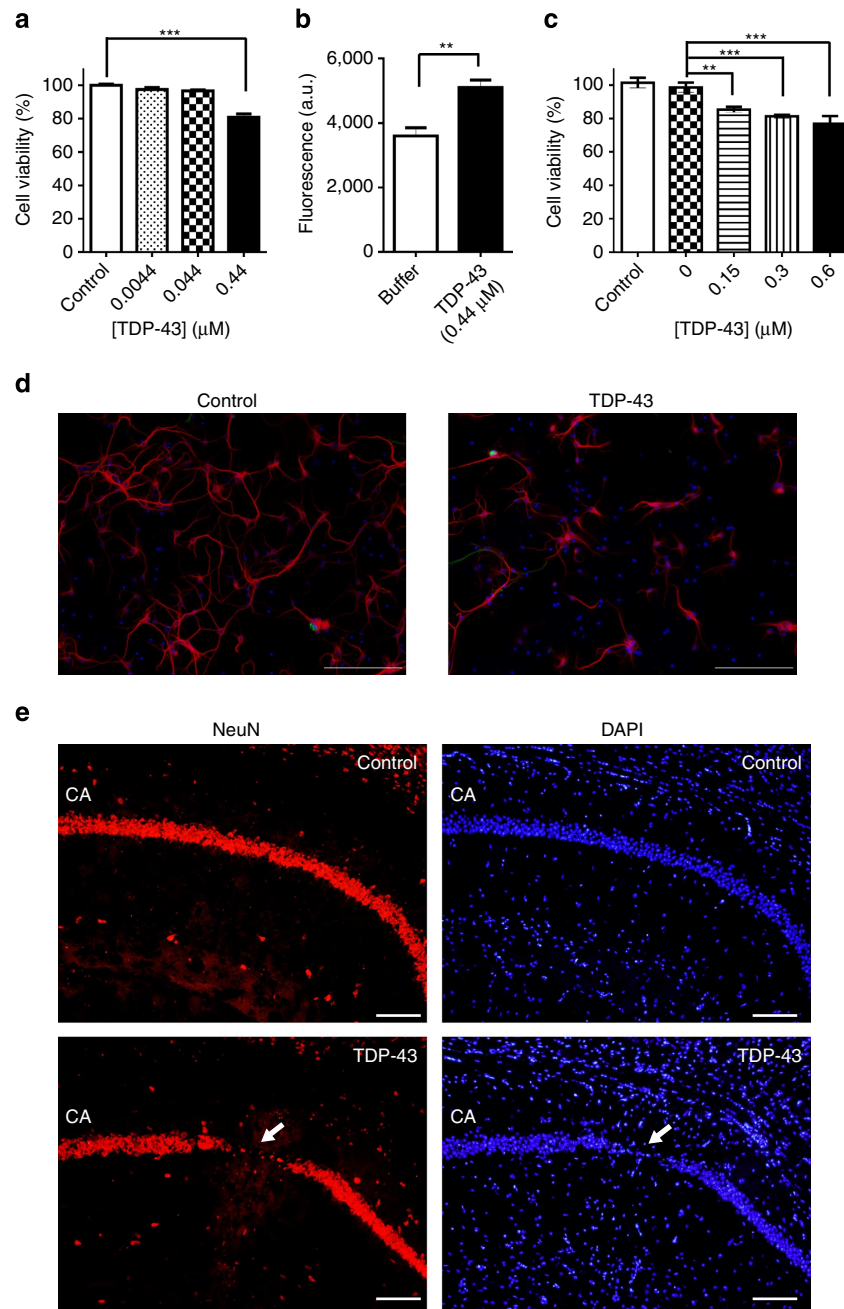 a
***
100
80
60
40
20
0
Cell viability (%)
Control
0.0044
0.044
0.44
[TDP-43] (μM)
b
**
6,000
4,000
2,000
0
Fluorescence (a.u.)
Buffer
TDP-43
(0.44 μM)
c
***
***
**
100
80
60
40
20
0
Cell viability (%)
Control
0
0.15
0.3
0.6
[TDP-43] (μM)
d
Control
TDP-43
e
NeuN
DAPI
Control
CA
Control
CA
TDP-43
CA
TDP-43
CA